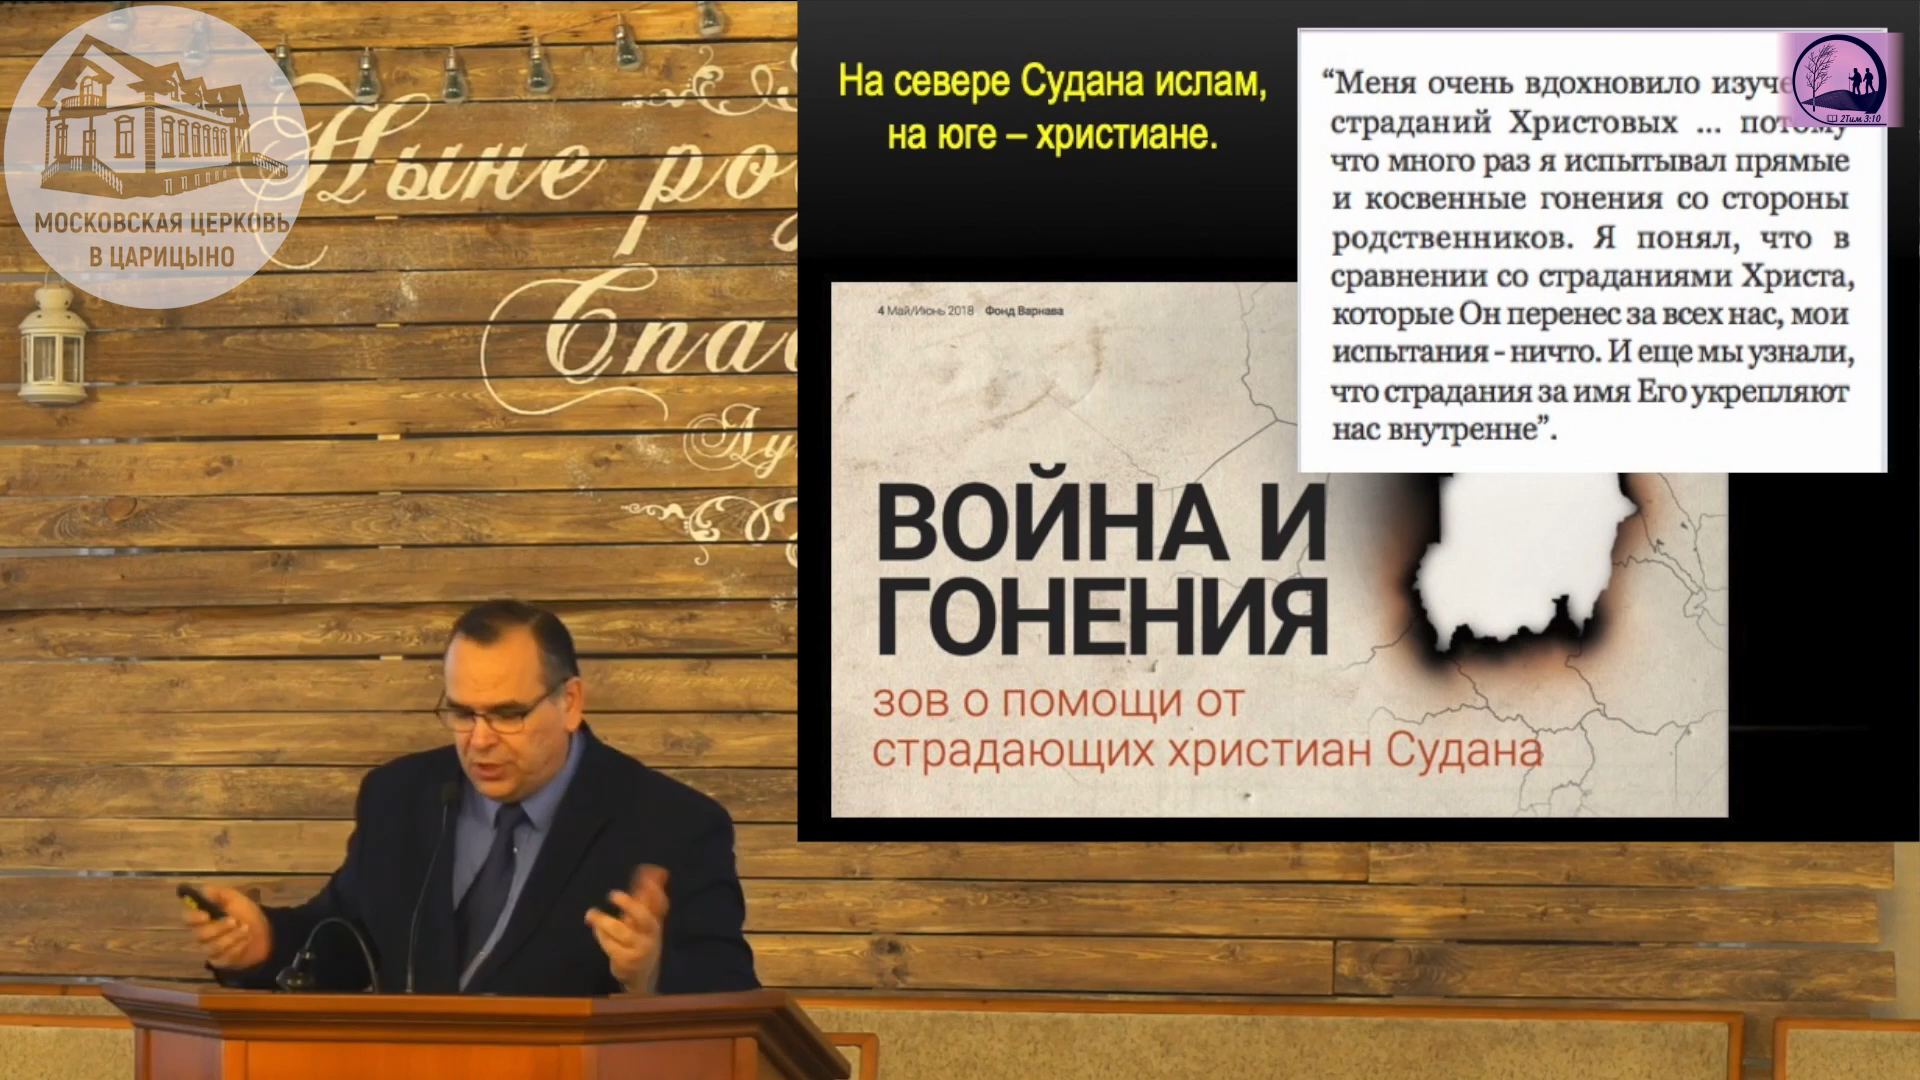 МОСКОВСКАЯ ЦЕРКОВЬ
В ЦАРИЦЫНО
Ныне
Лу
На севере Судана ислам,
на юге – христиане.
“Меня очень вдохновило
страданий Христовых ... потому
что много раз я испытывал прямые
и косвенные гонения со стороны
родственников. Я понял, что в
сравнении со страданиями Христа,
которые Он перенес за всех нас, мои
испытания - ничто. И еще мы узнали,
что страдания за имя Его укрепляют
нас внутренне”.
2Тим 3:10
4 Май/Июнь 2018 Фонд Варнава
ВОЙНА И
ГОНЕНИЯ
зов о помощи от
страдающих христиан Судана